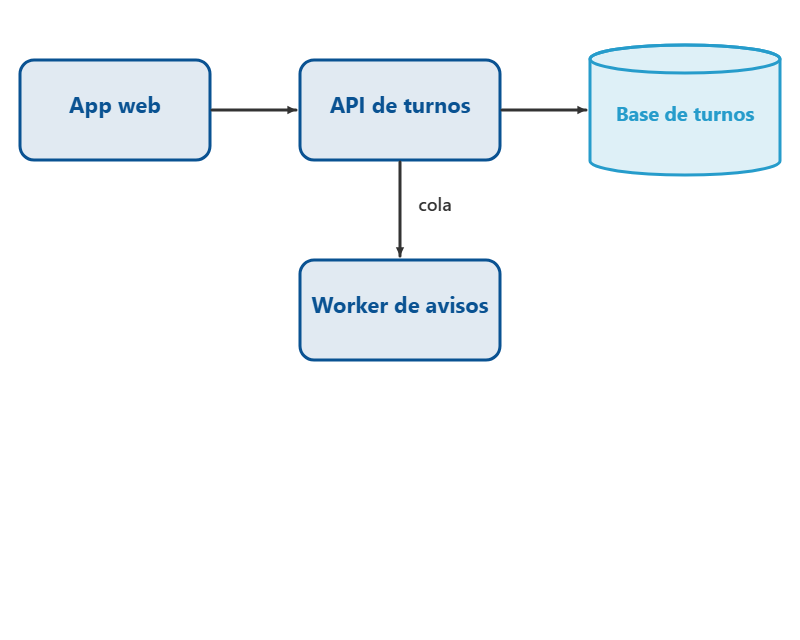 App web
API de turnos
Base de turnos
cola
Worker de avisos